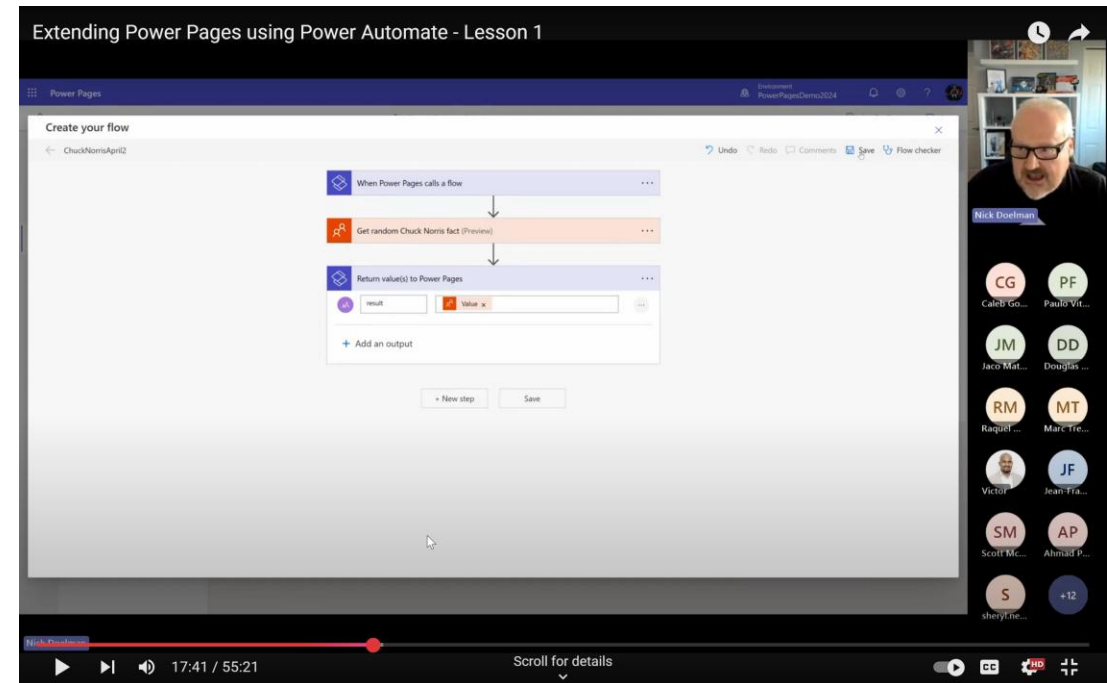 Extending Power Pages using Power Automate - Lesson 1
Power Pages
Environment
PowerPagesDemo2024
?
Create your flow
ChuckNorrisApril2
Undo Redo Comments Save Flow checker
When Power Pages calls a flow
Get random Chuck Norris fact (Preview)
Return value(s) to Power Pages
result
Value x
+ Add an output
+ New step
Save
Nick Doelman
CG PF
Caleb Go... Paulo Vit...
JM DD
Jaco Mat... Douglas ...
RM MT
Raquel ... Marc Tre...
JF
Victor Jean-Fra...
SM AP
Scott Mc... Ahmad P...
S +12
sheryl.ne...
Nick Doelman
17:41 / 55:21
Scroll for details
CC
HD